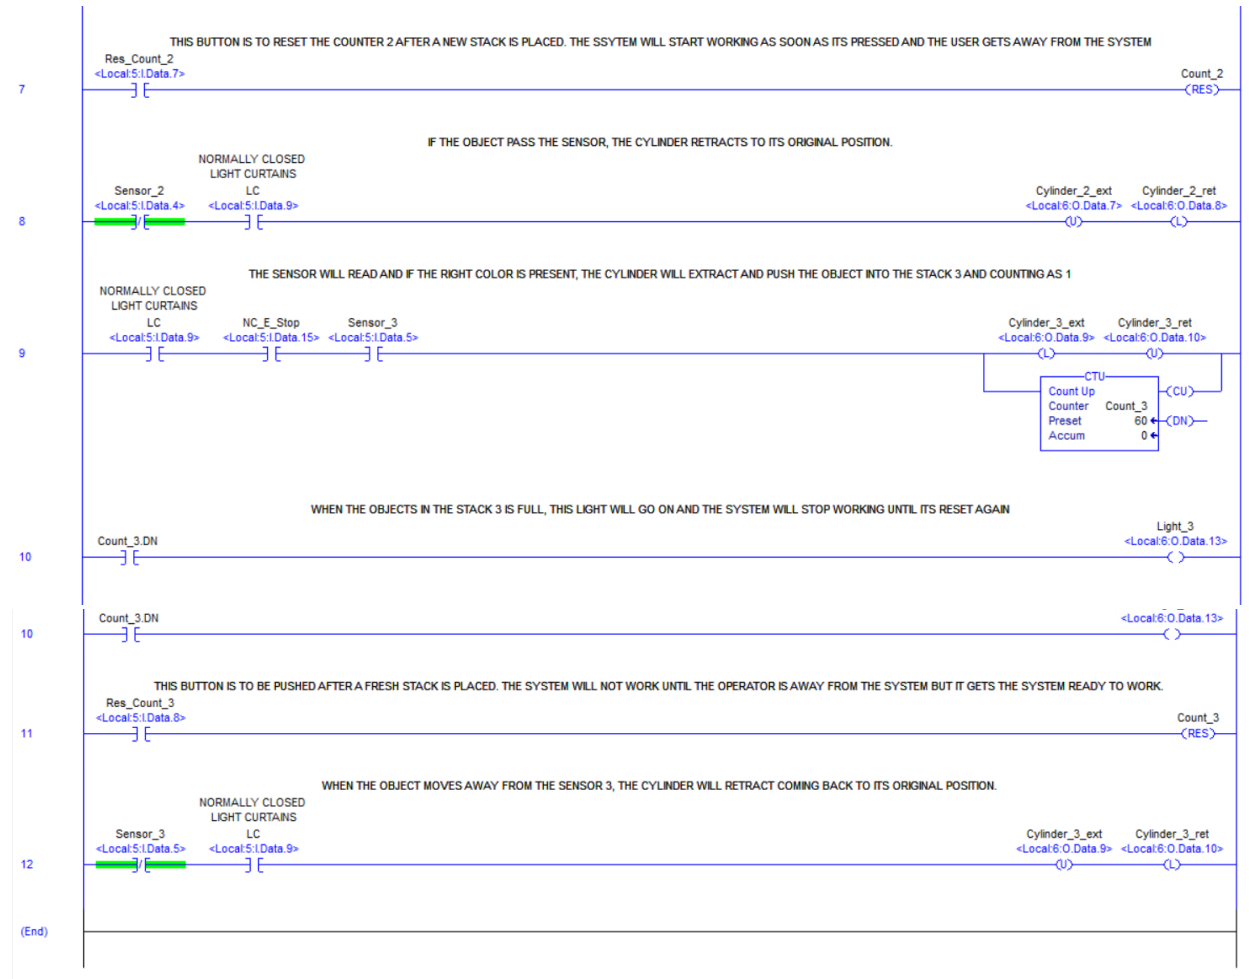 THIS BUTTON IS TO RESET THE COUNTER 2 AFTER A NEW STACK IS PLACED. THE SSYTEM WILL START WORKING AS SOON AS ITS PRESSED AND THE USER GETS AWAY FROM THE SYSTEM
Res_Count_2
<Local:5:I.Data.7>
Count_2
7
(RES)
IF THE OBJECT PASS THE SENSOR, THE CYLINDER RETRACTS TO ITS ORIGINAL POSITION.
NORMALLY CLOSED
LIGHT CURTAINS
Sensor_2 LC Cylinder_2_ext Cylinder_2_ret
<Local:5:I.Data.4> <Local:5:I.Data.9> <Local:6:O.Data.7> <Local:6:O.Data.8>
8
(U) (L)
THE SENSOR WILL READ AND IF THE RIGHT COLOR IS PRESENT, THE CYLINDER WILL EXTRACT AND PUSH THE OBJECT INTO THE STACK 3 AND COUNTING AS 1
NORMALLY CLOSED
LIGHT CURTAINS
LC NC_E_Stop Sensor_3 Cylinder_3_ext Cylinder_3_ret
<Local:5:I.Data.9> <Local:5:I.Data.15> <Local:5:I.Data.5> <Local:6:O.Data.9> <Local:6:O.Data.10>
9
(L) (U)
CTU
Count Up (CU)
Counter Count_3
Preset 60 (DN)
Accum 0
WHEN THE OBJECTS IN THE STACK 3 IS FULL, THIS LIGHT WILL GO ON AND THE SYSTEM WILL STOP WORKING UNTIL ITS RESET AGAIN
Light_3
Count_3.DN <Local:6:O.Data.13>
10
Count_3.DN <Local:6:O.Data.13>
10
THIS BUTTON IS TO BE PUSHED AFTER A FRESH STACK IS PLACED. THE SYSTEM WILL NOT WORK UNTIL THE OPERATOR IS AWAY FROM THE SYSTEM BUT IT GETS THE SYSTEM READY TO WORK.
Res_Count_3
<Local:5:I.Data.8>
Count_3
11
(RES)
WHEN THE OBJECT MOVES AWAY FROM THE SENSOR 3, THE CYLINDER WILL RETRACT COMING BACK TO ITS ORIGINAL POSITION.
NORMALLY CLOSED
LIGHT CURTAINS
Sensor_3 LC Cylinder_3_ext Cylinder_3_ret
<Local:5:I.Data.5> <Local:5:I.Data.9> <Local:6:O.Data.9> <Local:6:O.Data.10>
12
(U) (L)
(End)